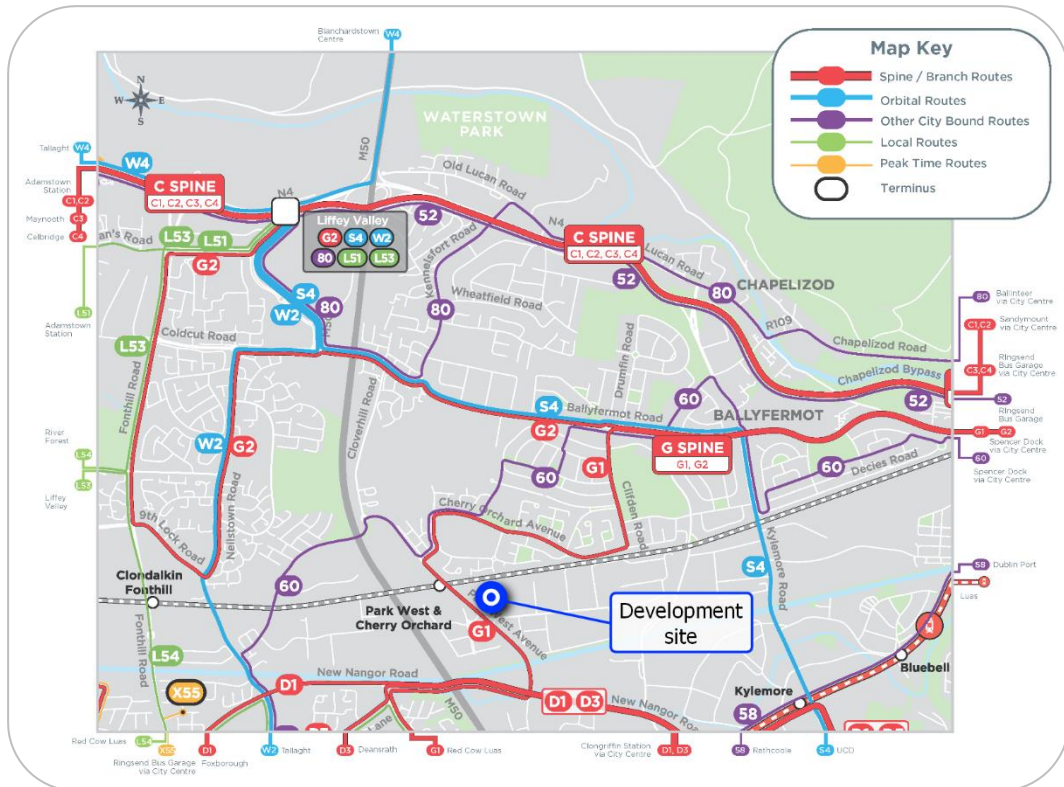 Map Key
Spine / Branch Routes
Orbital Routes
Other City Bound Routes
Local Routes
Peak Time Routes
Terminus
Blanchardstown
Centre
W4
N
W E
S
WATERSTOWN
PARK
M50
Tallaght W4
W4
Adamstown
Station
C1,C2
Maynooth C3
Celbridge C4
C SPINE
C1, C2, C3, C4
N4
Old Lucan Road
52
N4
Liffey Valley
G2 S4 W2
80 L51 L53
L53
L51
G2
C SPINE
C1, C2, C3, C4
52
Lucan Road
80
CHAPELIZOD
R109
Chapelizod Road
Chapelizod Bypass
52
Kennelsfort Road
80
Wheatfield Road
S4
W2
80
L51
Adamstown
Station
Coldcut Road
L53
Fonthill Road
Drumfin Road
Cloverhill Road
S4
Ballyfermot Road
G2
60
BALLYFERMOT
G SPINE
G1, G2
80 Ballinteer
via City Centre
C1,C2 Sandymount
via City Centre
C3,C4 Ringsend
Bus Garage
via City Centre
52
Ringsend
Bus Garage
G1 G2
Spencer Dock
via City Centre
60
Spencer Dock
via City Centre
W2
G2
Neilstown Road
River
Forest
L54
L53
Liffey
Valley
60
G1
Clifden Road
60
Decies Road
Cherry Orchard Avenue
9th Lock Road
Kylemore Road
S4
Clondalkin
Fonthill
60
Park West &
Cherry Orchard
G1
Development
site
58 Dublin Port
Luas
Fonthill Road
L54
New Nangor Road
D1
X55
D1 D3
New Nangor Road
Kylemore
Bluebell
58
M50
Red Cow Luas L54
X55
Ringsend Bus Garage
via City Centre
D1
Foxborough
W2 Tallaght
D3 Deansrath
G1 Red Cow Luas
Clongriffin Station
via City Centre
D1, D3
58 Rathcoole
S4 UCD